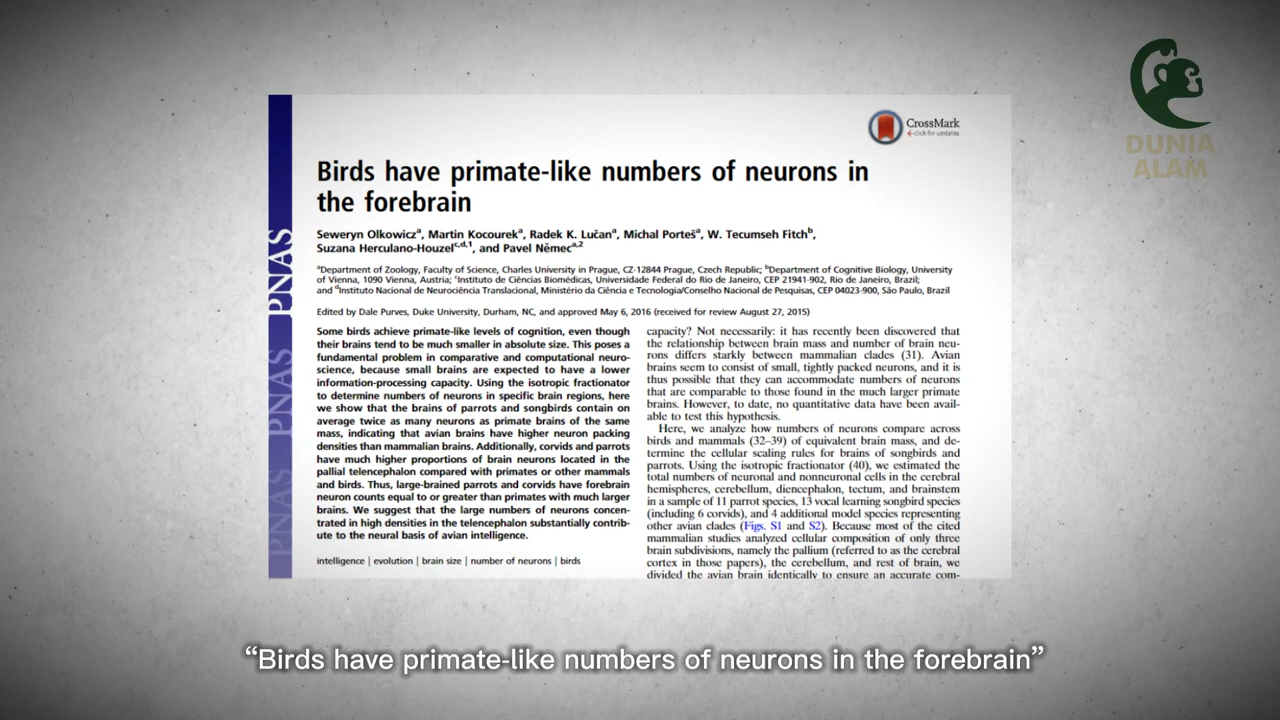 CrossMark
click for updates
DUNIA
ALAM
Birds have primate-like numbers of neurons in
the forebrain
Seweryn Olkowiczᵃ, Martin Kocourekᵃ, Radek K. Lučanᵃ, Michal Portešᵃ, W. Tecumseh Fitchᵇ,
Suzana Herculano-Houzelᶜ,ᵈ,¹, and Pavel Němecᵃ,²
ᵃDepartment of Zoology, Faculty of Science, Charles University in Prague, CZ-12844 Prague, Czech Republic; ᵇDepartment of Cognitive Biology, University
of Vienna, 1090 Vienna, Austria; ᶜInstituto de Ciências Biomédicas, Universidade Federal do Rio de Janeiro, CEP 21941-902, Rio de Janeiro, Brazil;
and ᵈInstituto Nacional de Neurociência Translacional, Ministério da Ciência e Tecnologia/Conselho Nacional de Pesquisas, CEP 04023-900, São Paulo, Brazil
Edited by Dale Purves, Duke University, Durham, NC, and approved May 6, 2016 (received for review August 27, 2015)
Some birds achieve primate-like levels of cognition, even though
their brains tend to be much smaller in absolute size. This poses a
fundamental problem in comparative and computational neuro-
science, because small brains are expected to have a lower
information-processing capacity. Using the isotropic fractionator
to determine numbers of neurons in specific brain regions, here
we show that the brains of parrots and songbirds contain on
average twice as many neurons as primate brains of the same
mass, indicating that avian brains have higher neuron packing
densities than mammalian brains. Additionally, corvids and parrots
have much higher proportions of brain neurons located in the
pallial telencephalon compared with primates or other mammals
and birds. Thus, large-brained parrots and corvids have forebrain
neuron counts equal to or greater than primates with much larger
brains. We suggest that the large numbers of neurons concen-
trated in high densities in the telencephalon substantially contrib-
ute to the neural basis of avian intelligence.
intelligence | evolution | brain size | number of neurons | birds
capacity? Not necessarily: it has recently been discovered that
the relationship between brain mass and number of brain neu-
rons differs starkly between mammalian clades (31). Avian
brains seem to consist of small, tightly packed neurons, and it is
thus possible that they can accommodate numbers of neurons
that are comparable to those found in the much larger primate
brains. However, to date, no quantitative data have been avail-
able to test this hypothesis.
Here, we analyze how numbers of neurons compare across
birds and mammals (32–39) of equivalent brain mass, and de-
termine the cellular scaling rules for brains of songbirds and
parrots. Using the isotropic fractionator (40), we estimated the
total numbers of neuronal and nonneuronal cells in the cerebral
hemispheres, cerebellum, diencephalon, tectum, and brainstem
in a sample of 11 parrot species, 13 vocal learning songbird species
(including 6 corvids), and 4 additional model species representing
other avian clades (Figs. S1 and S2). Because most of the cited
mammalian studies analyzed cellular composition of only three
brain subdivisions, namely the pallium (referred to as the cerebral
cortex in those papers), the cerebellum, and rest of brain, we
divided the avian brain identically to ensure an accurate com-
PNAS
PNAS
PNAS
“Birds have primate-like numbers of neurons in the forebrain”